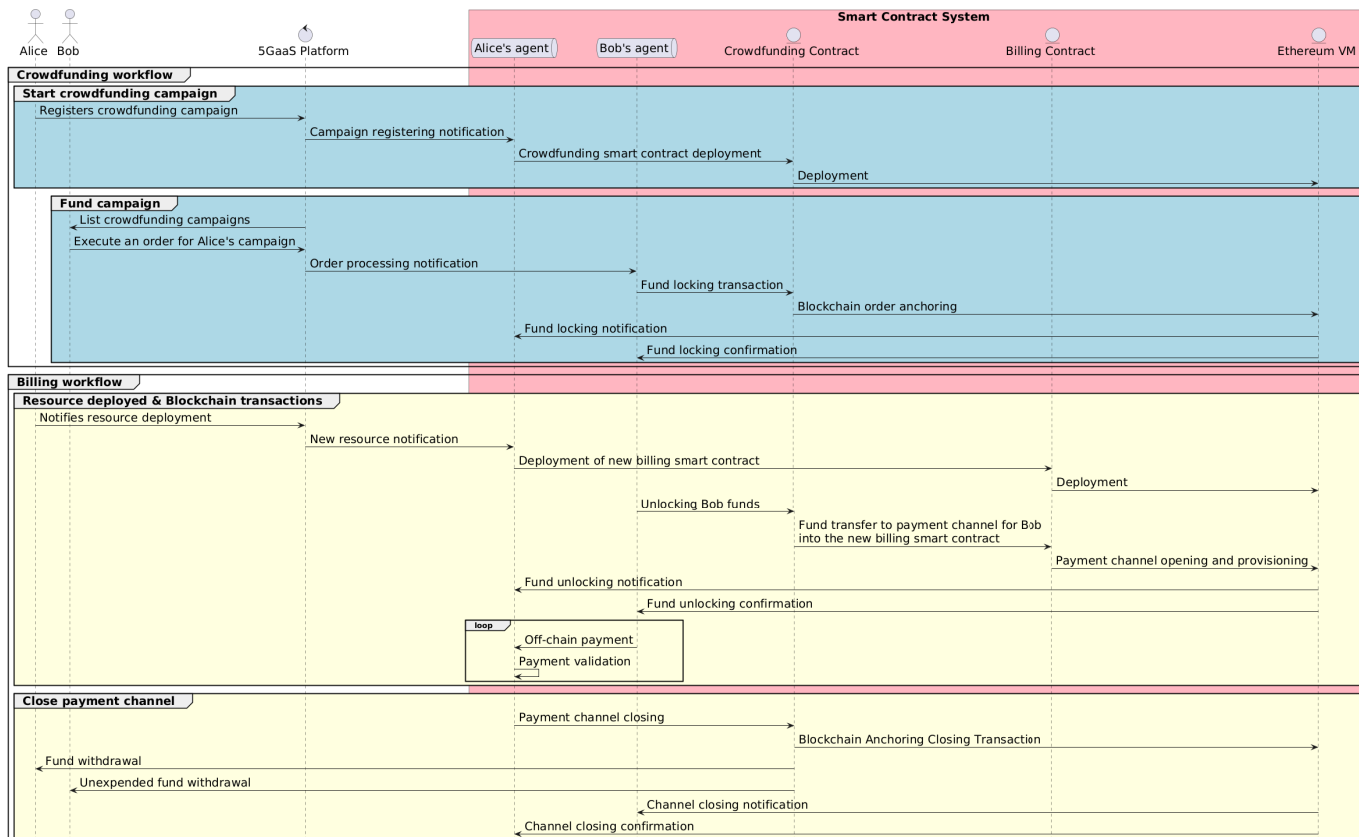 Smart Contract System
Alice
Bob
5GaaS Platform
Alice's agent
Bob's agent
Crowdfunding Contract
Billing Contract
Ethereum VM
Crowdfunding workflow
Start crowdfunding campaign
Registers crowdfunding campaign
Campaign registering notification
Crowdfunding smart contract deployment
Deployment
Fund campaign
List crowdfunding campaigns
Execute an order for Alice's campaign
Order processing notification
Fund locking transaction
Blockchain order anchoring
Fund locking notification
Fund locking confirmation
Billing workflow
Resource deployed & Blockchain transactions
Notifies resource deployment
New resource notification
Deployment of new billing smart contract
Deployment
Unlocking Bob funds
Fund transfer to payment channel for Bob
into the new billing smart contract
Payment channel opening and provisioning
Fund unlocking notification
Fund unlocking confirmation
loop
Off-chain payment
Payment validation
Close payment channel
Payment channel closing
Blockchain Anchoring Closing Transaction
Fund withdrawal
Unexpended fund withdrawal
Channel closing notification
Channel closing confirmation